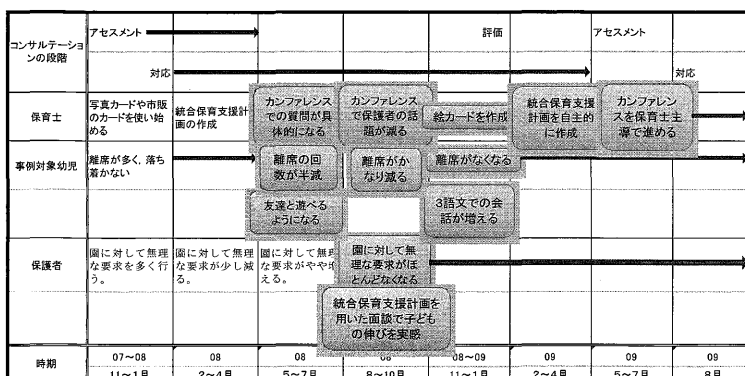 コンサルテーションの段階
アセスメント
評価
アセスメント
対応
対応
保育士
写真カードや市販
のカードを使い始
める
統合保育支援計
画の作成
カンファレンス
での質問が具
体的になる
カンファレンス
で保護者の話
題が減る
絵カードを作成
統合保育支援
計画を自主的
に作成
カンファレン
スを保育士主
導で進める
事例対象幼児
離席が多く、落ち
着かない
離席の回
数が半減
離席がか
なり減る
離席がなくなる
友達と遊べる
ようになる
3語文での会
話が増える
保護者
園に対して無理
な要求を多く行
う。
園に対して無理
な要求が少し減
る。
園に対して無理
な要求がやや増
える。
園に対して無
理な要求がほ
とんどなくなる
統合保育支援計画を
用いた面談で子ども
の伸びを実感
時期
07～08
08
08
08～09
09
09
09
11～1月
2～4月
5～7月
8～10月
11～1月
2～4月
5～7月
8月